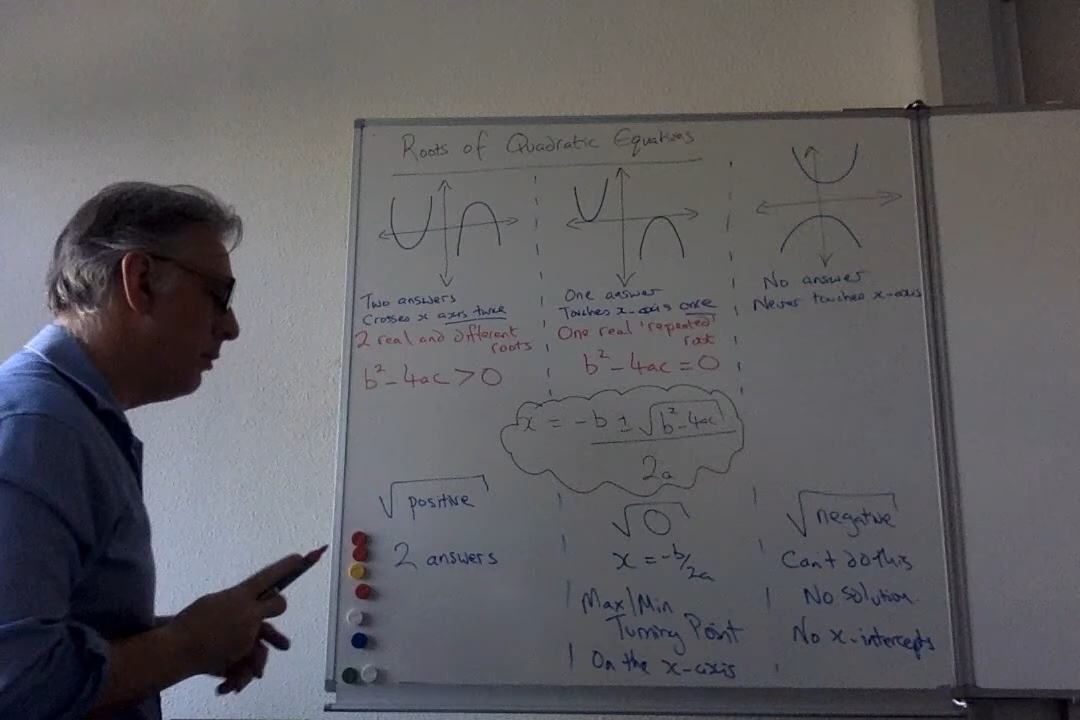 Roots of Quadratic Equations
Two answers
Crosses x axis twice
2 real and different
roots
b²-4ac > 0
One answer
Touches x-axis once
One real 'repeated'
root
b²-4ac = 0
No answer
Never touches x-axis
x = -b ± √b²-4ac
2a
√positive
2 answers
√0
x = -b/2a
Max/Min
Turning Point
On the x-axis
√negative
Can't do this
No solution.
No x-intercepts